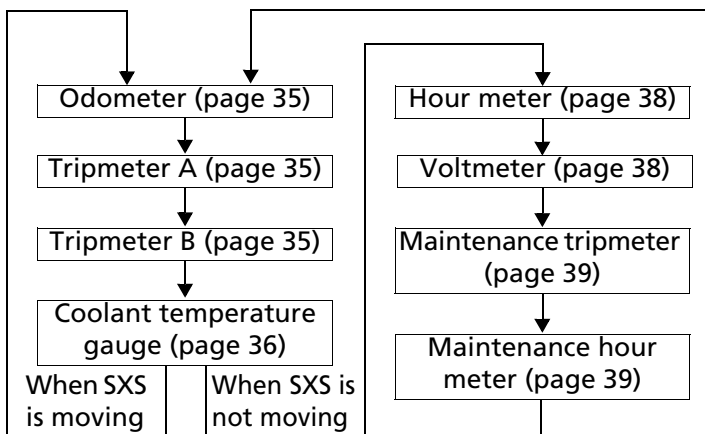 Odometer (page 35)
Tripmeter A (page 35)
Tripmeter B (page 35)
Coolant temperature
gauge (page 36)
When SXS
is moving
When SXS is
not moving
Hour meter (page 38)
Voltmeter (page 38)
Maintenance tripmeter
(page 39)
Maintenance hour
meter (page 39)